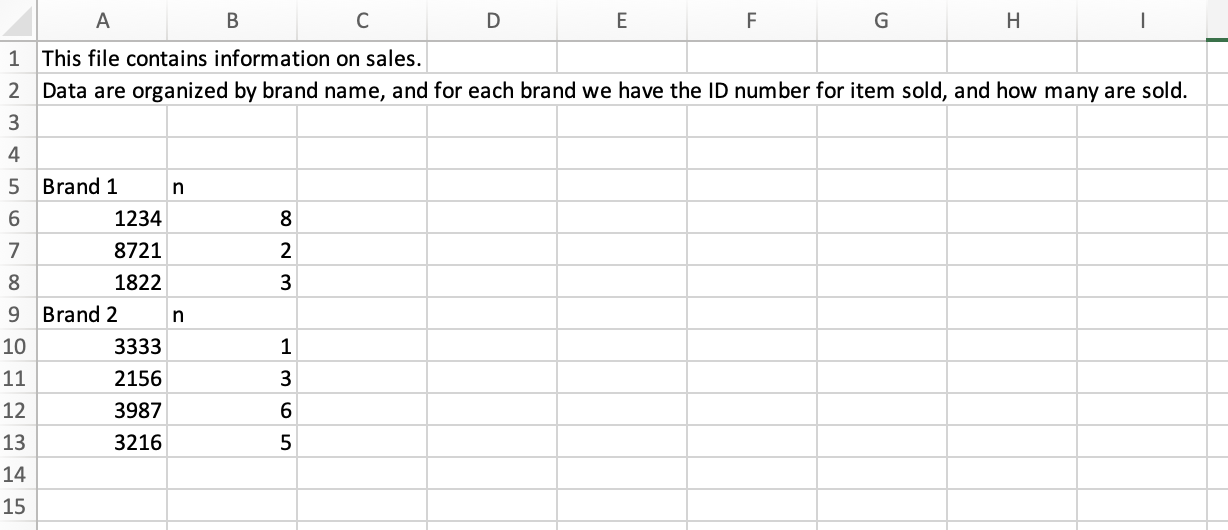 A B C D E F G H I
1 This file contains information on sales.
2 Data are organized by brand name, and for each brand we have the ID number for item sold, and how many are sold.
3
4
5 Brand 1 n
6 1234 8
7 8721 2
8 1822 3
9 Brand 2 n
10 3333 1
11 2156 3
12 3987 6
13 3216 5
14
15